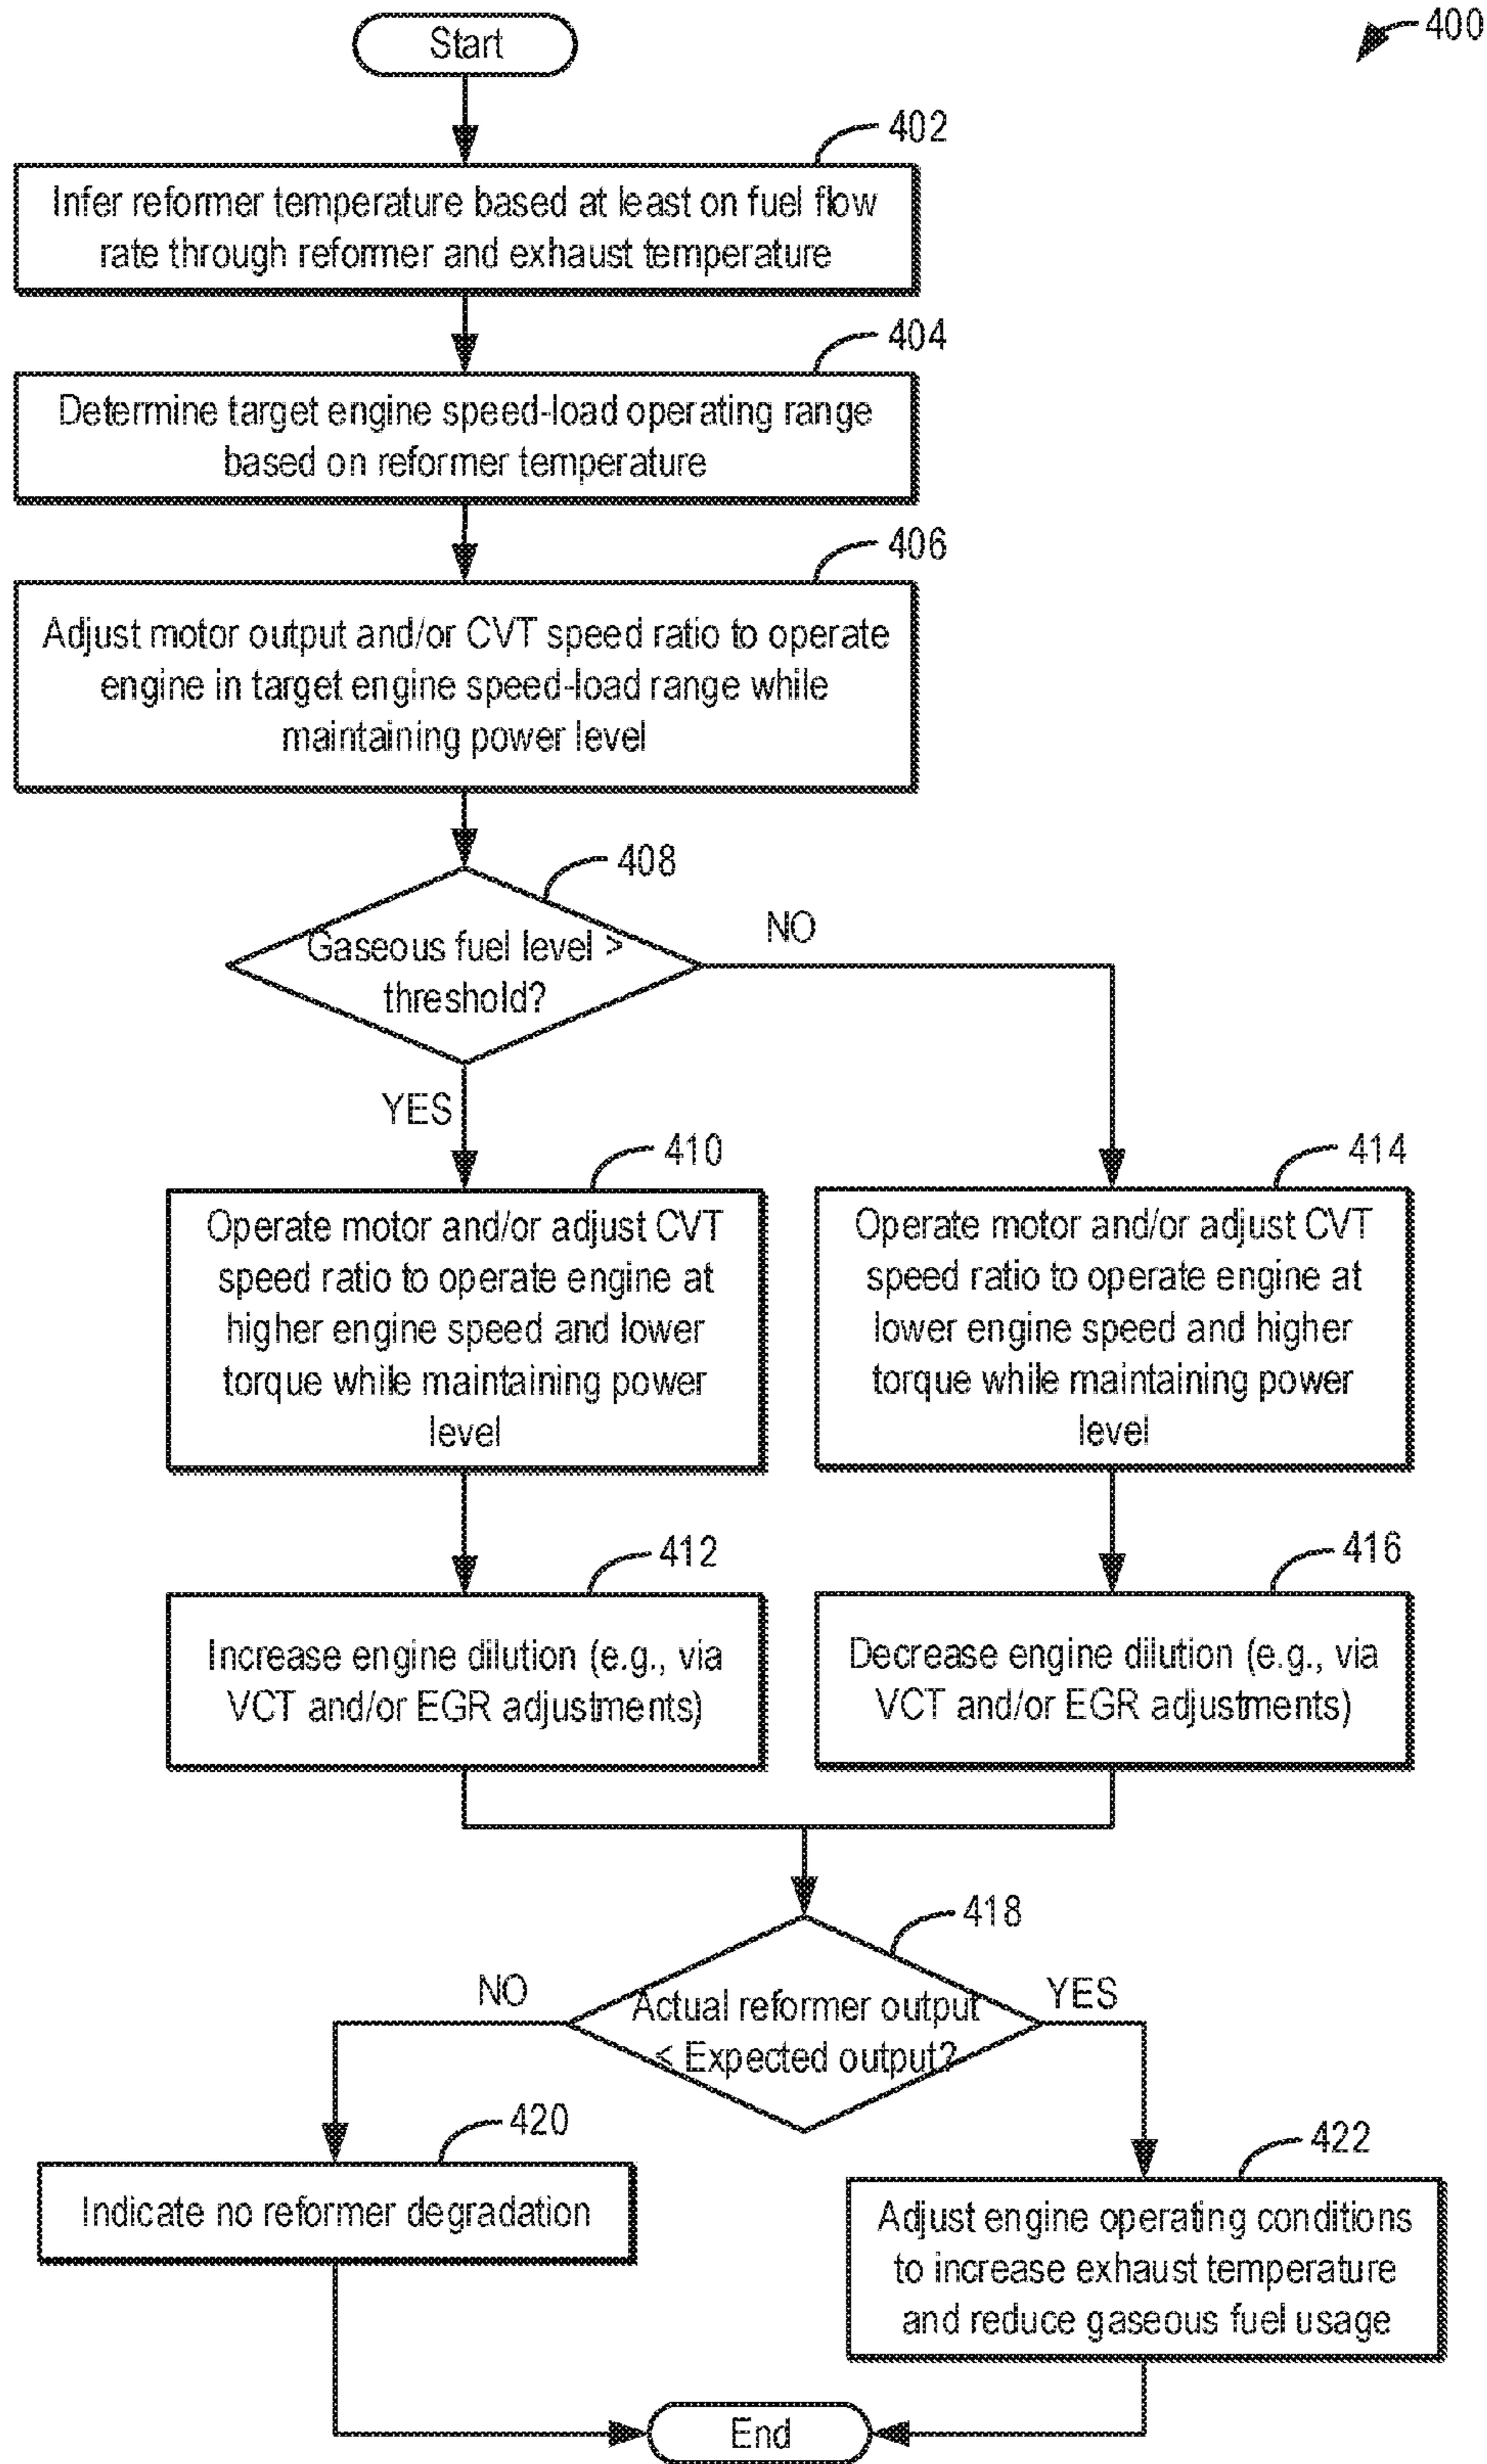 Start
400
402
Infer reformer temperature based at least on fuel flow
rate through reformer and exhaust temperature
404
Determine target engine speed-load operating range
based on reformer temperature
406
Adjust motor output and/or CVT speed ratio to operate
engine in target engine speed-load range while
maintaining power level
408
Gaseous fuel level >
threshold?
NO
YES
410
Operate motor and/or adjust CVT
speed ratio to operate engine at
higher engine speed and lower
torque while maintaining power
level
414
Operate motor and/or adjust CVT
speed ratio to operate engine at
lower engine speed and higher
torque while maintaining power
level
412
Increase engine dilution (e.g., via
VCT and/or EGR adjustments)
416
Decrease engine dilution (e.g., via
VCT and/or EGR adjustments)
418
Actual reformer output
< Expected output?
NO
YES
420
Indicate no reformer degradation
422
Adjust engine operating conditions
to increase exhaust temperature
and reduce gaseous fuel usage
End